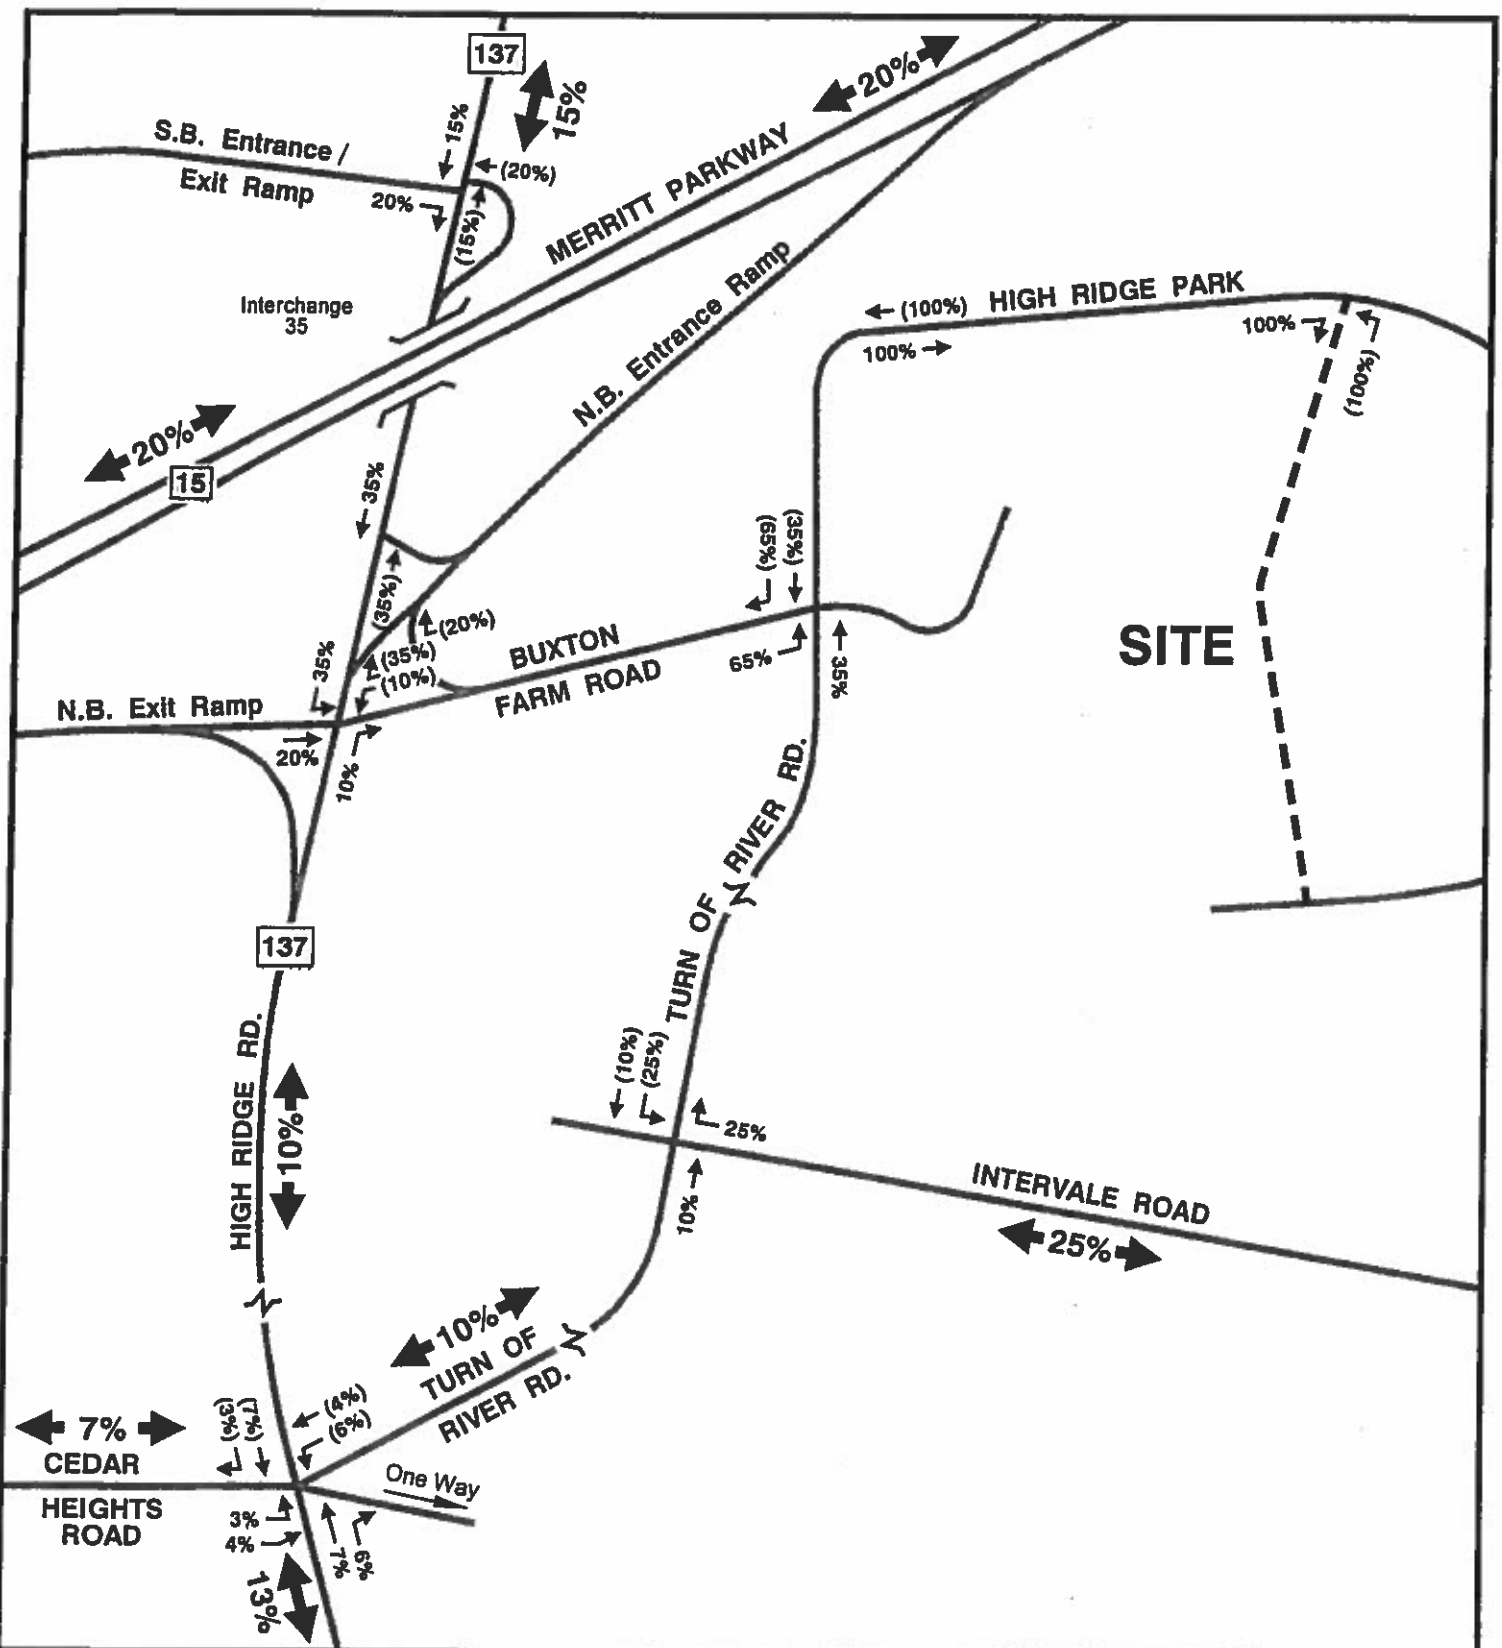 137
15%
15%
20%
S.B. Entrance /
Exit Ramp
(20%)
20%
(15%)
MERRITT PARKWAY
Interchange
35
N.B. Entrance Ramp
(100%)
HIGH RIDGE PARK
100%
100%
(100%)
20%
15
35%
(35%)
(65%)
(35%)
(20%)
BUXTON
FARM ROAD
65%
35%
SITE
35%
(35%)
(10%)
N.B. Exit Ramp
20%
10%
TURN OF RIVER RD.
137
HIGH RIDGE RD.
10%
(10%)
(25%)
25%
10%
INTERVALE ROAD
25%
10%
TURN OF
RIVER RD.
(3%)
(7%)
(4%)
(6%)
7%
CEDAR
HEIGHTS
ROAD
One Way
3%
4%
7%
6%
13%